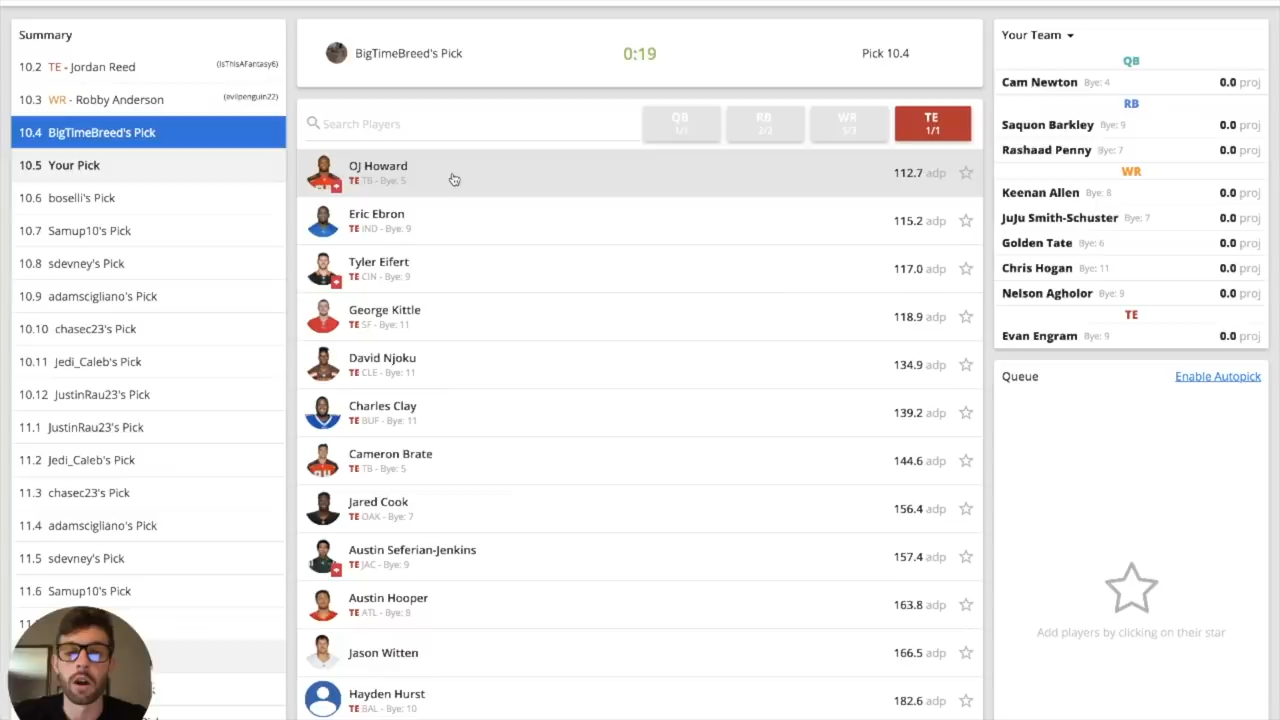 Summary
10.2 TE - Jordan Reed (IsThisAFantasy6)
10.3 WR - Robby Anderson (evilpenguin22)
10.4 BigTimeBreed's Pick
10.5 Your Pick
10.6 boselli's Pick
10.7 Samup10's Pick
10.8 sdevney's Pick
10.9 adamscigliano's Pick
10.10 chasec23's Pick
10.11 Jedi_Caleb's Pick
10.12 JustinRau23's Pick
11.1 JustinRau23's Pick
11.2 Jedi_Caleb's Pick
11.3 chasec23's Pick
11.4 adamscigliano's Pick
11.5 sdevney's Pick
11.6 Samup10's Pick
BigTimeBreed's Pick 0:19 Pick 10.4
Search Players
QB 1/1
RB 2/2
WR 1/3
TE 1/1
OJ Howard
TE TB - Bye: 5
112.7 adp
Eric Ebron
TE IND - Bye: 9
115.2 adp
Tyler Eifert
TE CIN - Bye: 9
117.0 adp
George Kittle
TE SF - Bye: 11
118.9 adp
David Njoku
TE CLE - Bye: 11
134.9 adp
Charles Clay
TE BUF - Bye: 11
139.2 adp
Cameron Brate
TE TB - Bye: 5
144.6 adp
Jared Cook
TE OAK - Bye: 7
156.4 adp
Austin Seferian-Jenkins
TE JAC - Bye: 9
157.4 adp
Austin Hooper
TE ATL - Bye: 8
163.8 adp
Jason Witten
166.5 adp
Hayden Hurst
TE BAL - Bye: 10
182.6 adp
Your Team
QB
Cam Newton Bye: 4 0.0 proj
RB
Saquon Barkley Bye: 9 0.0 proj
Rashaad Penny Bye: 7 0.0 proj
WR
Keenan Allen Bye: 8 0.0 proj
JuJu Smith-Schuster Bye: 7 0.0 proj
Golden Tate Bye: 6 0.0 proj
Chris Hogan Bye: 11 0.0 proj
Nelson Agholor Bye: 9 0.0 proj
TE
Evan Engram Bye: 9 0.0 proj
Queue Enable Autopick
Add players by clicking on their star